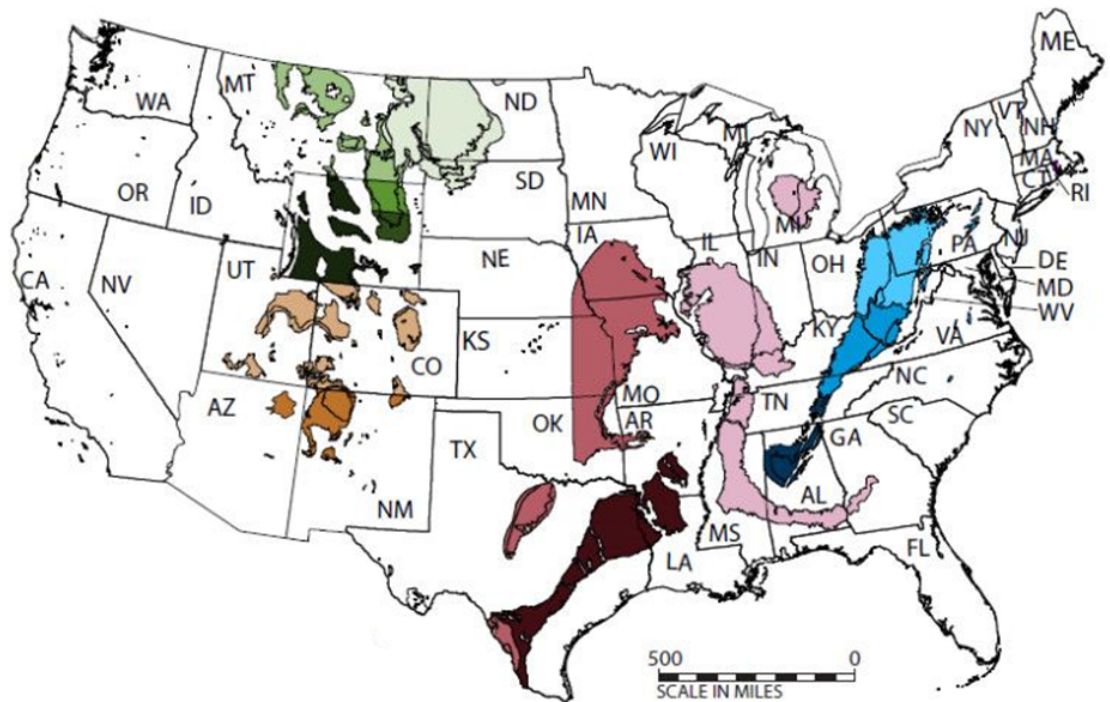 ME
MT
WA
ND
VT
NY
NH
MI
WI
MA
CT
RI
OR
ID
SD
MN
MI
IA
IL
IN
OH
PA
NJ
NE
UT
DE
MD
WV
CA
NV
KY
VA
KS
CO
MO
NC
TN
AZ
OK
AR
SC
GA
TX
AL
NM
MS
FL
LA
500
0
SCALE IN MILES